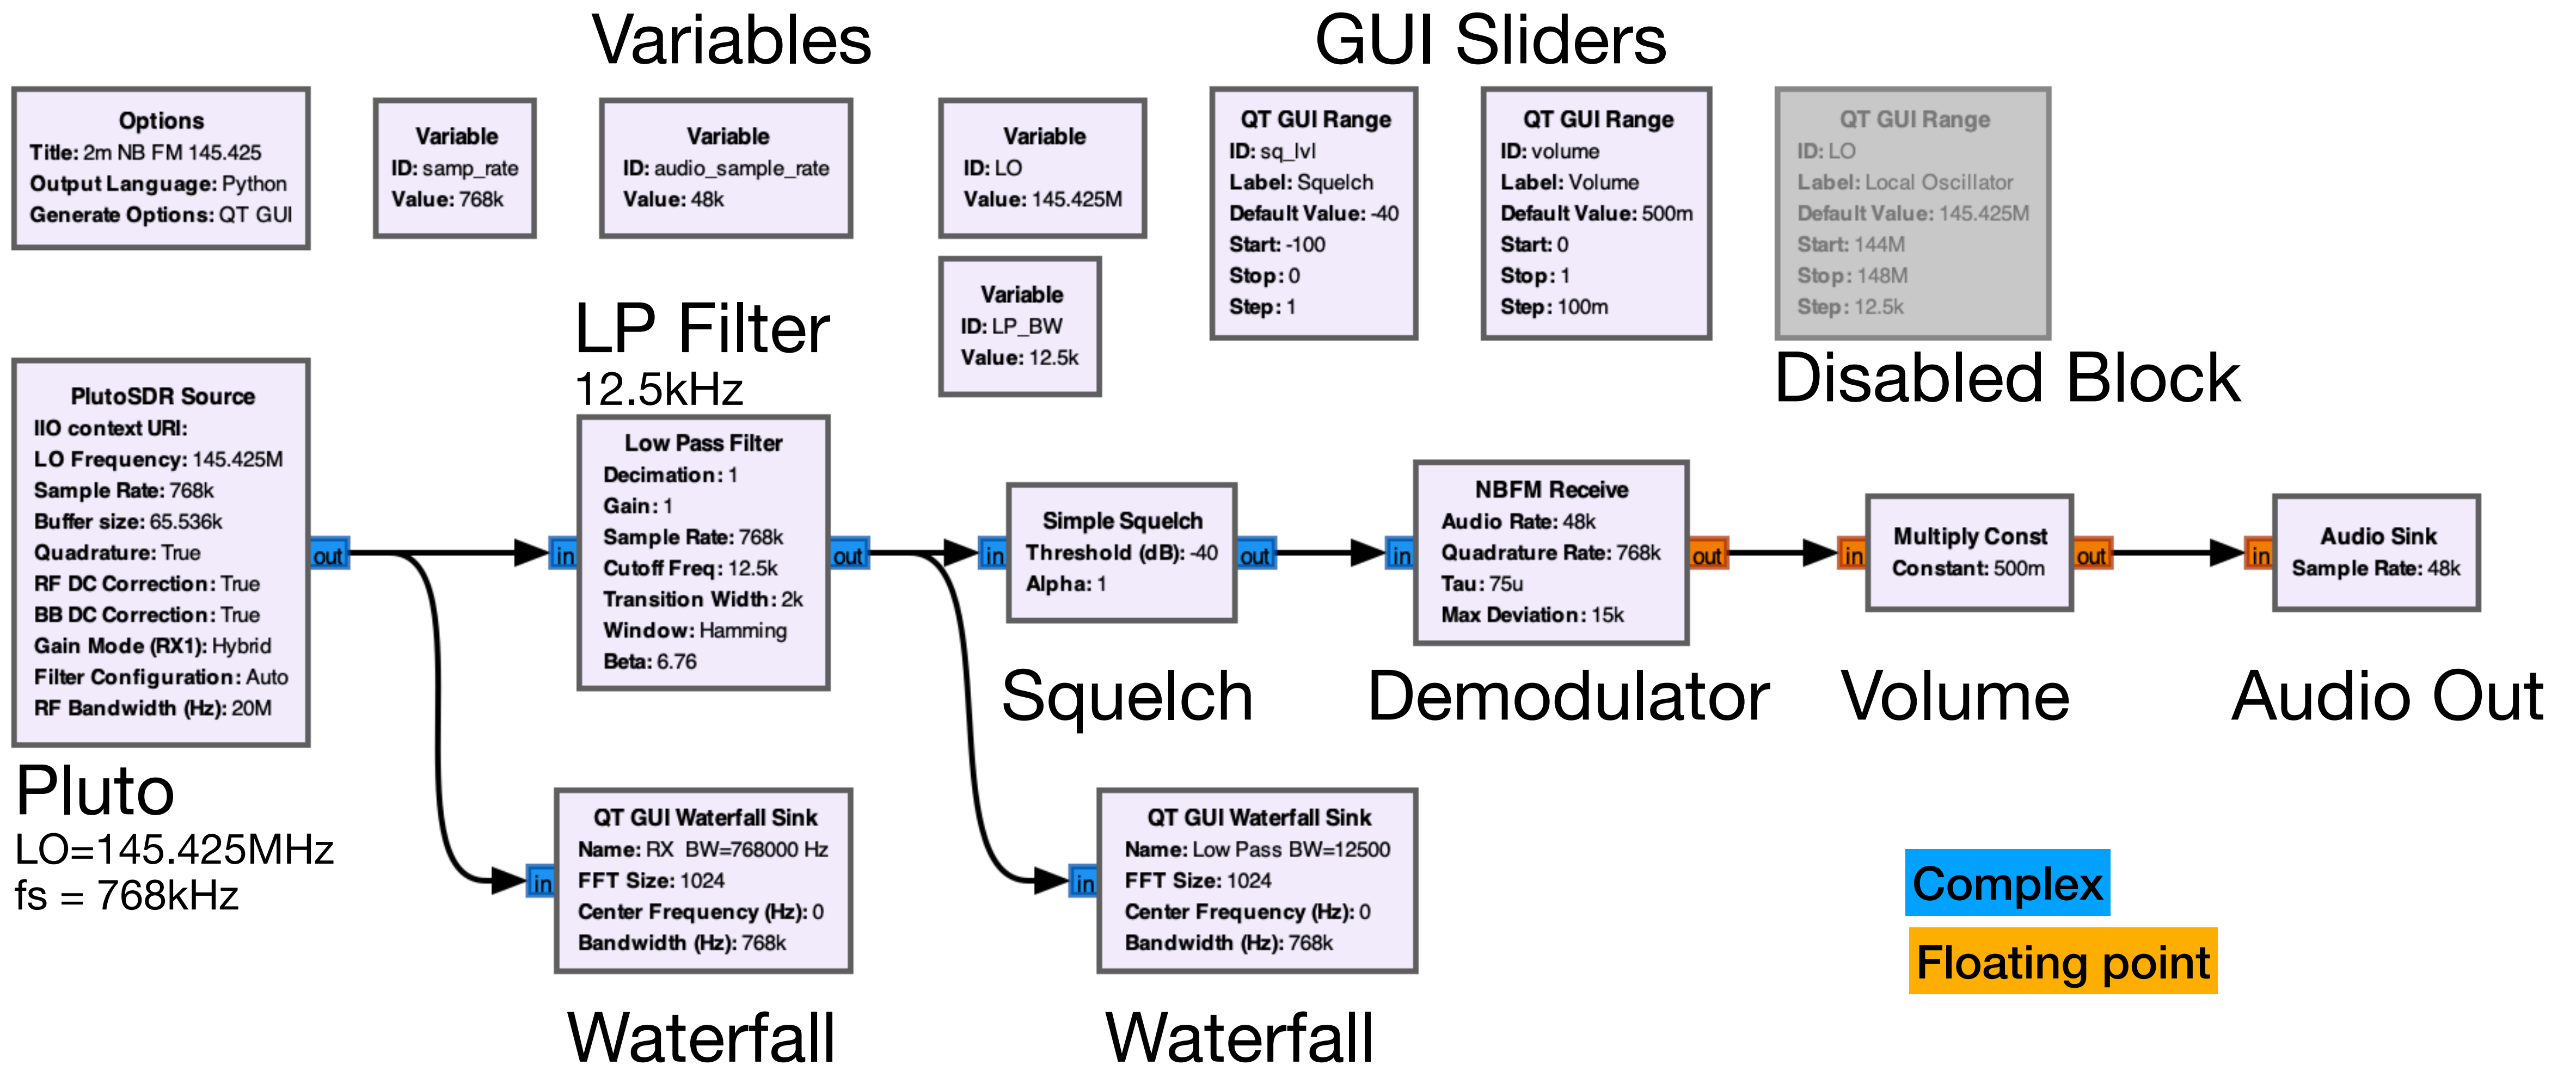 Variables
GUI Sliders
Options
Title: 2m NB FM 145.425
Output Language: Python
Generate Options: QT GUI
Variable
ID: samp_rate
Value: 768k
Variable
ID: audio_sample_rate
Value: 48k
Variable
ID: LO
Value: 145.425M
Variable
ID: LP_BW
Value: 12.5k
QT GUI Range
ID: sq_lvl
Label: Squelch
Default Value: -40
Start: -100
Stop: 0
Step: 1
QT GUI Range
ID: volume
Label: Volume
Default Value: 500m
Start: 0
Stop: 1
Step: 100m
QT GUI Range
ID: LO
Label: Local Oscillator
Default Value: 145.425M
Start: 144M
Stop: 148M
Step: 12.5k
Disabled Block
PlutoSDR Source
IIO context URI:
LO Frequency: 145.425M
Sample Rate: 768k
Buffer size: 65.536k
Quadrature: True
RF DC Correction: True
BB DC Correction: True
Gain Mode (RX1): Hybrid
Filter Configuration: Auto
RF Bandwidth (Hz): 20M
out
Pluto
LO=145.425MHz
fs = 768kHz
LP Filter
12.5kHz
in
Low Pass Filter
Decimation: 1
Gain: 1
Sample Rate: 768k
Cutoff Freq: 12.5k
Transition Width: 2k
Window: Hamming
Beta: 6.76
out
in
Simple Squelch
Threshold (dB): -40
Alpha: 1
out
Squelch
in
NBFM Receive
Audio Rate: 48k
Quadrature Rate: 768k
Tau: 75u
Max Deviation: 15k
out
Demodulator
in
Multiply Const
Constant: 500m
out
Volume
in
Audio Sink
Sample Rate: 48k
Audio Out
in
QT GUI Waterfall Sink
Name: RX BW=768000 Hz
FFT Size: 1024
Center Frequency (Hz): 0
Bandwidth (Hz): 768k
Waterfall
in
QT GUI Waterfall Sink
Name: Low Pass BW=12500
FFT Size: 1024
Center Frequency (Hz): 0
Bandwidth (Hz): 768k
Waterfall
Complex
Floating point